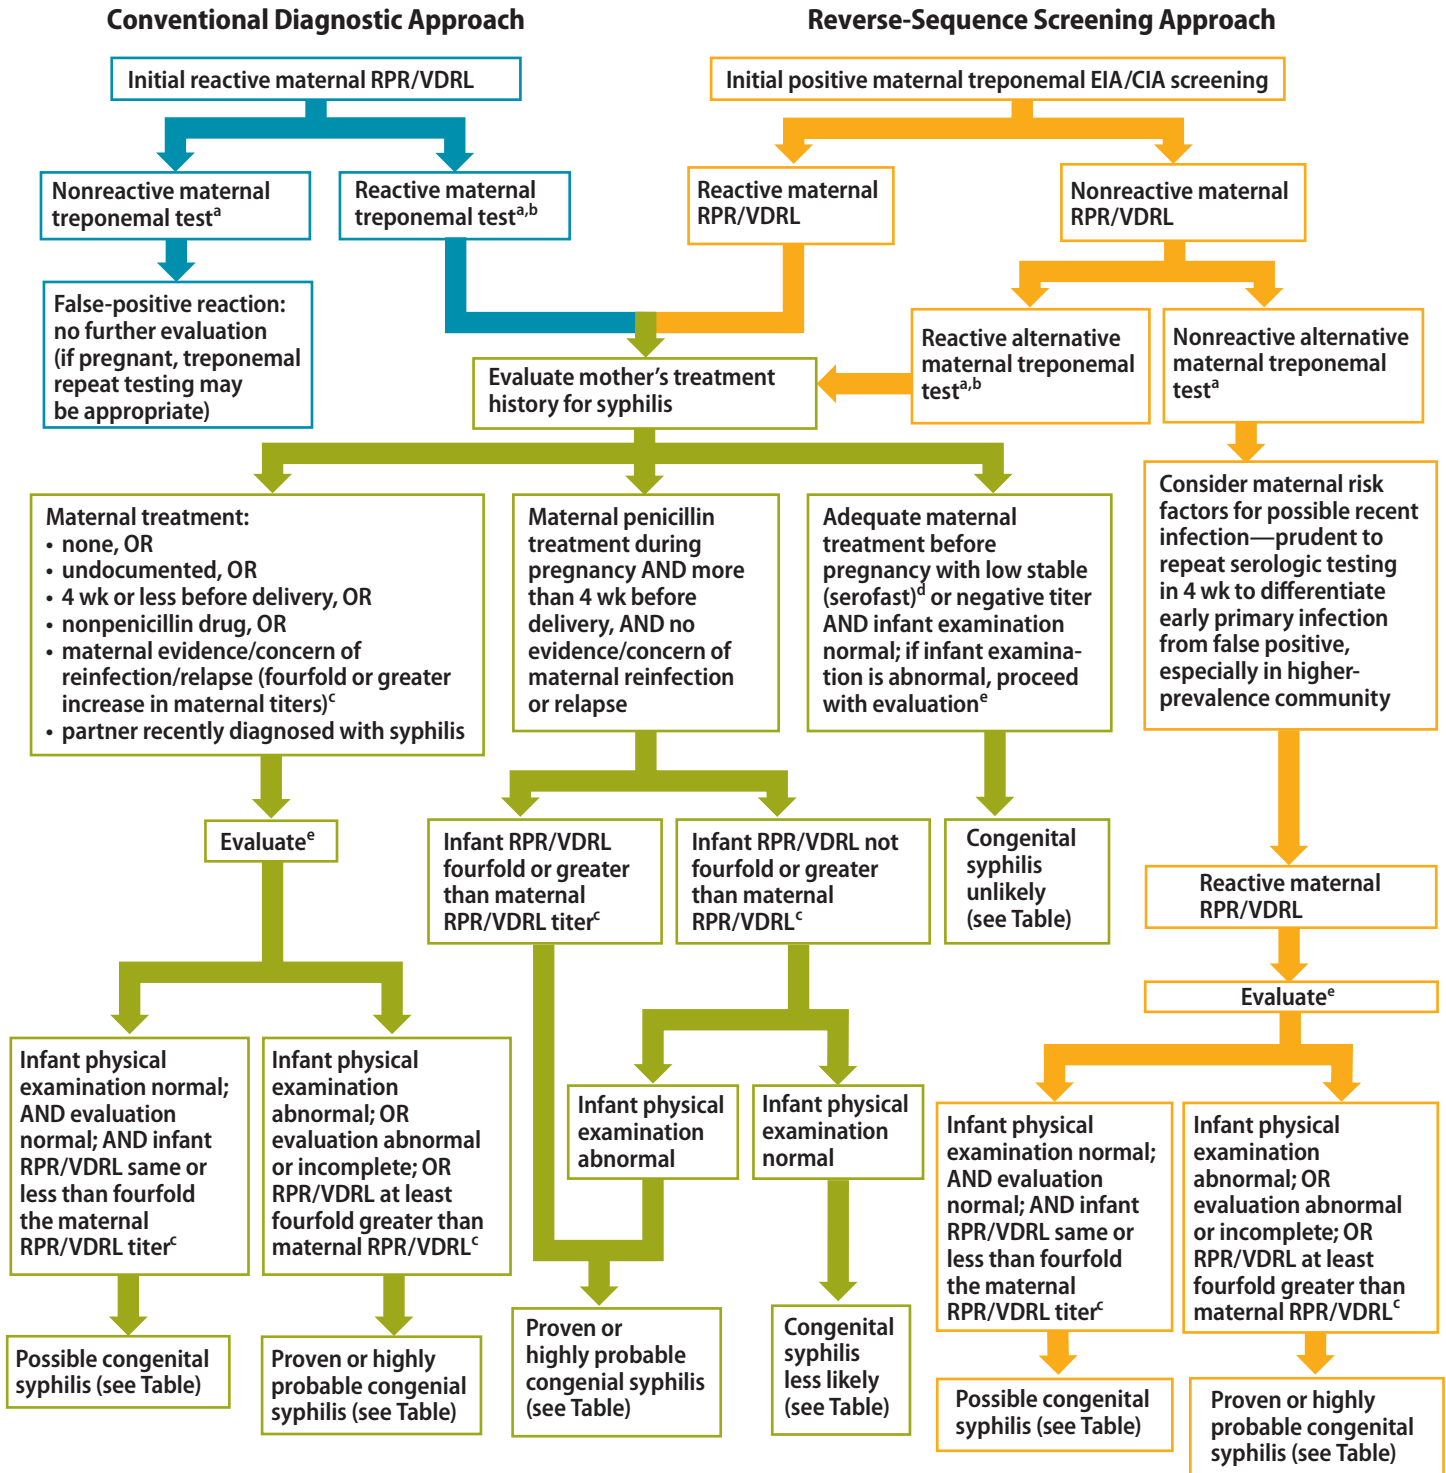 Conventional Diagnostic Approach
Reverse-Sequence Screening Approach
Initial reactive maternal RPR/VDRL
Initial positive maternal treponemal EIA/CIA screening
Nonreactive maternal
treponemal test^a
Reactive maternal
treponemal test^a,b
Reactive maternal
RPR/VDRL
Nonreactive maternal
RPR/VDRL
False-positive reaction:
no further evaluation
(if pregnant, treponemal
repeat testing may
be appropriate)
Evaluate mother’s treatment
history for syphilis
Reactive alternative
maternal treponemal
test^a,b
Nonreactive alternative
maternal treponemal
test^a
Maternal treatment:
• none, OR
• undocumented, OR
• 4 wk or less before delivery, OR
• nonpenicillin drug, OR
• maternal evidence/concern of
reinfection/relapse (fourfold or greater
increase in maternal titers)^c
• partner recently diagnosed with syphilis
Maternal penicillin
treatment during
pregnancy AND more
than 4 wk before
delivery, AND no
evidence/concern of
maternal reinfection
or relapse
Adequate maternal
treatment before
pregnancy with low stable
(serofast)^d or negative titer
AND infant examination
normal; if infant examina-
tion is abnormal, proceed
with evaluation^e
Consider maternal risk
factors for possible recent
infection—prudent to
repeat serologic testing
in 4 wk to differentiate
early primary infection
from false positive,
especially in higher-
prevalence community
Evaluate^e
Infant RPR/VDRL
fourfold or greater
than maternal
RPR/VDRL titer^c
Infant RPR/VDRL not
fourfold or greater
than maternal
RPR/VDRL^c
Congenital
syphilis
unlikely
(see Table)
Reactive maternal
RPR/VDRL
Evaluate^e
Infant physical
examination normal;
AND evaluation
normal; AND infant
RPR/VDRL same or
less than fourfold
the maternal
RPR/VDRL titer^c
Infant physical
examination
abnormal; OR
evaluation abnormal
or incomplete; OR
RPR/VDRL at least
fourfold greater than
maternal RPR/VDRL^c
Infant physical
examination
abnormal
Infant physical
examination
normal
Infant physical
examination normal;
AND evaluation
normal; AND infant
RPR/VDRL same or
less than fourfold
the maternal
RPR/VDRL titer^c
Infant physical
examination
abnormal; OR
evaluation abnormal
or incomplete; OR
RPR/VDRL at least
fourfold greater than
maternal RPR/VDRL^c
Possible congenital
syphilis (see Table)
Proven or highly
probable congenial
syphilis (see Table)
Proven or
highly probable
congenial syphilis
(see Table)
Congenital
syphilis
less likely
(see Table)
Possible congenital
syphilis (see Table)
Proven or highly
probable congenital
syphilis (see Table)